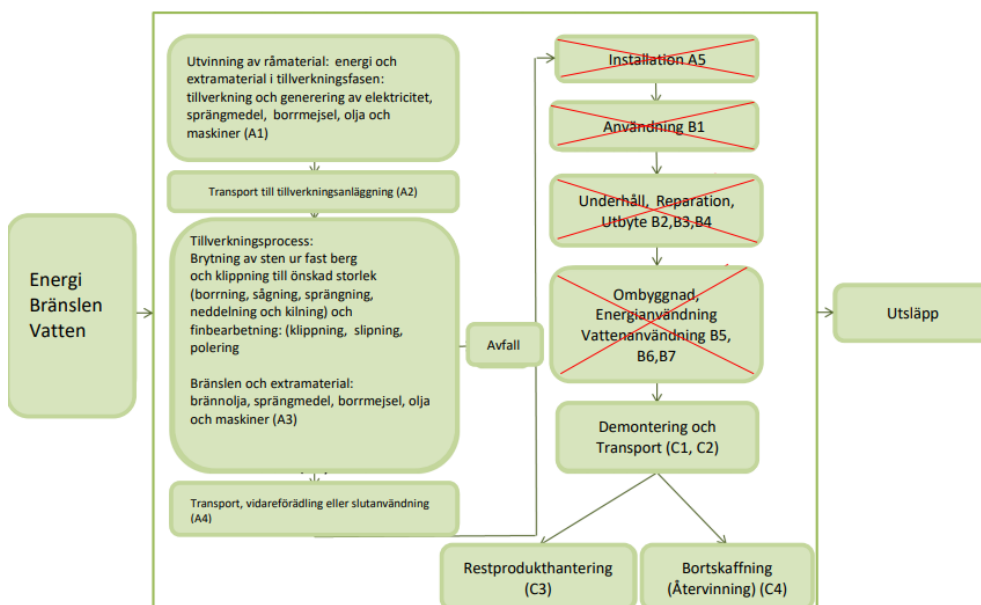 Energi
Bränslen
Vatten
Utvinning av råmaterial: energi och
extramaterial i tillverkningsfasen:
tillverkning och generering av elektricitet,
sprängmedel, borrmejsel, olja och
maskiner (A1)
Transport till tillverkningsanläggning (A2)
Tillverkningsprocess:
Brytning av sten ur fast berg
och klippning till önskad storlek
(borrning, sågning, sprängning,
neddelning och kilning) och
finbearbetning: (klippning, slipning,
polering
Bränslen och extramaterial:
brännolja, sprängmedel, borrmejsel, olja
och maskiner (A3)
Transport, vidareförädling eller slutanvändning
(A4)
Avfall
Installation A5
Användning B1
Underhåll, Reparation,
Utbyte B2,B3,B4
Ombyggnad,
Energianvändning
Vattenanvändning B5,
B6,B7
Demontering och
Transport (C1, C2)
Restprodukthantering
(C3)
Bortskaffning
(Återvinning) (C4)
Utsläpp